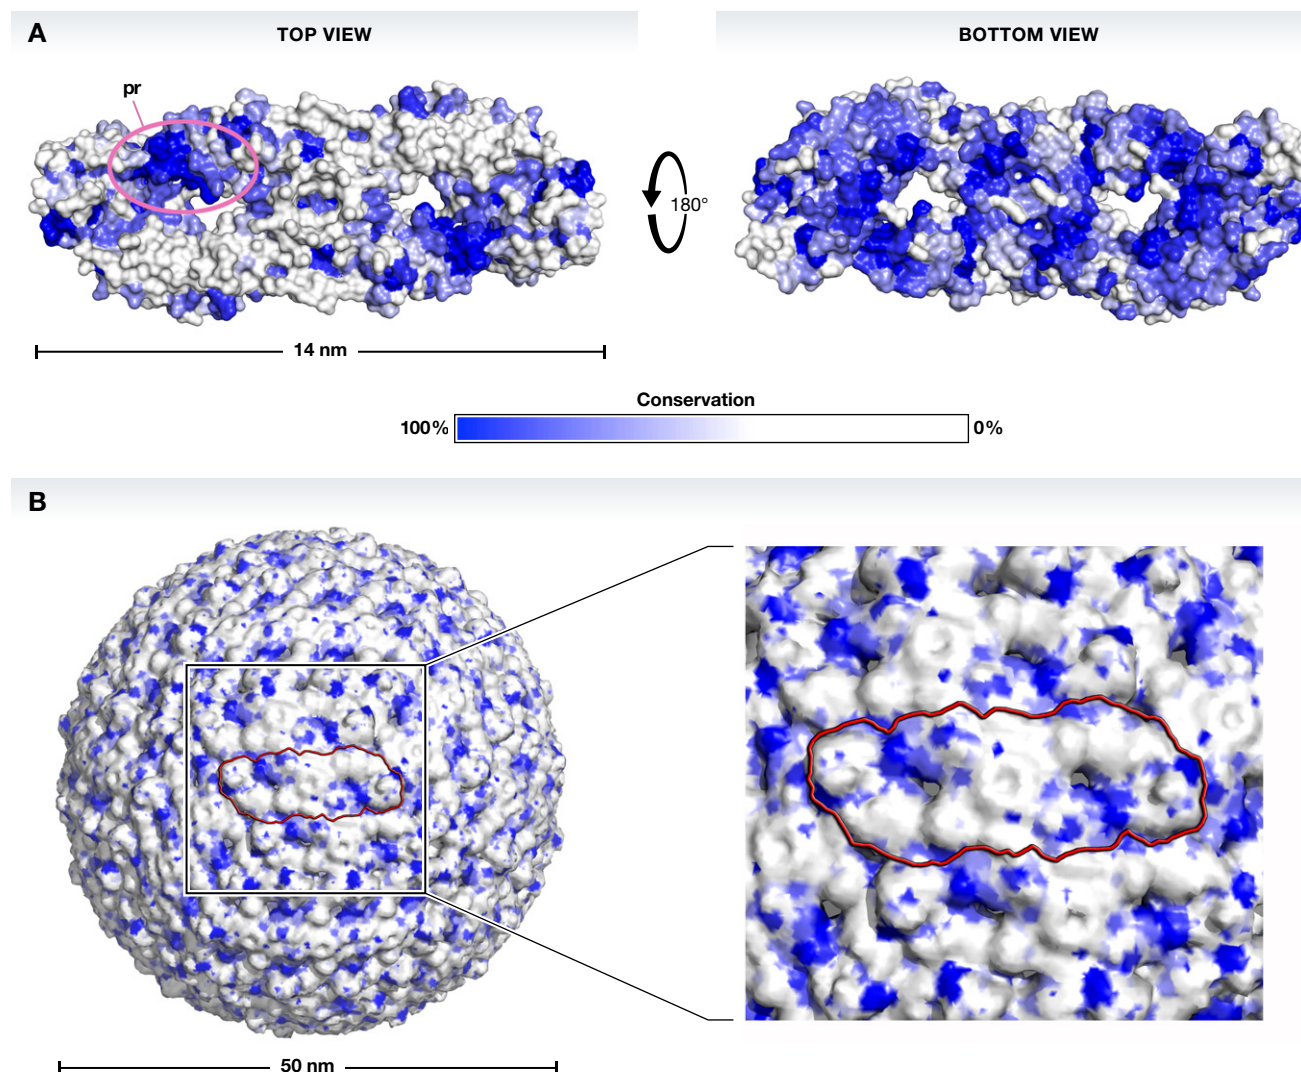 A
TOP VIEW
BOTTOM VIEW
pr
180°
14 nm
Conservation
100%
0%
B
50 nm